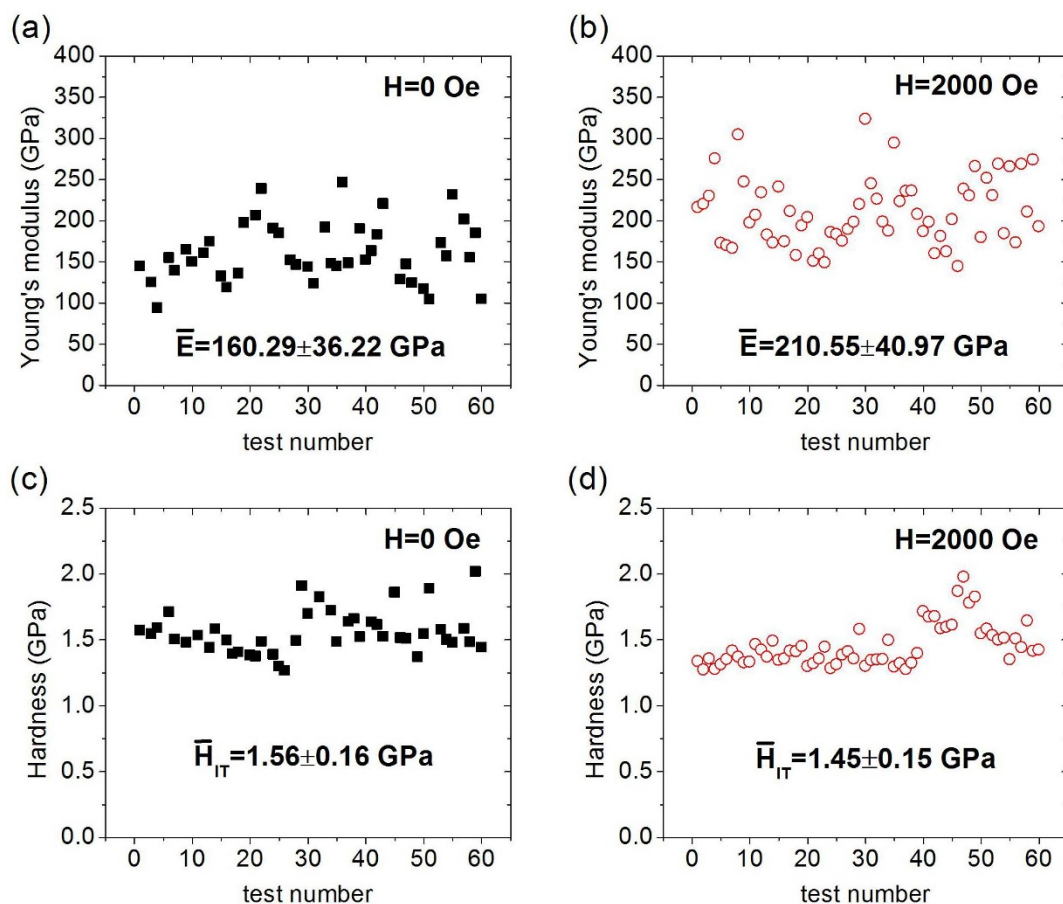 (a)
H=0 Oe
Young's modulus (GPa)
400
350
300
250
200
150
100
50
0
E̅=160.29±36.22 GPa
0 10 20 30 40 50 60
test number
(b)
H=2000 Oe
Young's modulus (GPa)
400
350
300
250
200
150
100
50
0
E̅=210.55±40.97 GPa
0 10 20 30 40 50 60
test number
(c)
H=0 Oe
Hardness (GPa)
2.5
2.0
1.5
1.0
0.5
0.0
H̅IT=1.56±0.16 GPa
0 10 20 30 40 50 60
test number
(d)
H=2000 Oe
Hardness (GPa)
2.5
2.0
1.5
1.0
0.5
0.0
H̅IT=1.45±0.15 GPa
0 10 20 30 40 50 60
test number